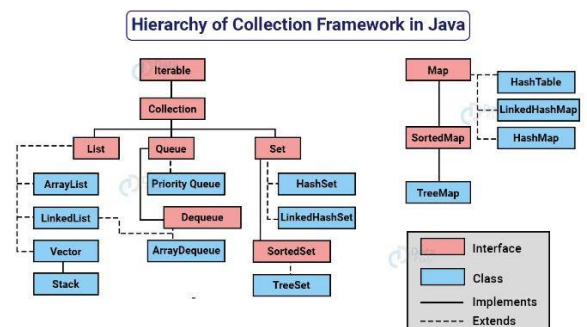 Hierarchy of Collection Framework in Java
Iterable
Collection
List
Queue
Set
ArrayList
LinkedList
Vector
Stack
Priority Queue
Dequeue
ArrayDequeue
HashSet
LinkedHashSet
SortedSet
TreeSet
Map
HashTable
LinkedHashMap
HashMap
SortedMap
TreeMap
Interface
Class
Implements
Extends